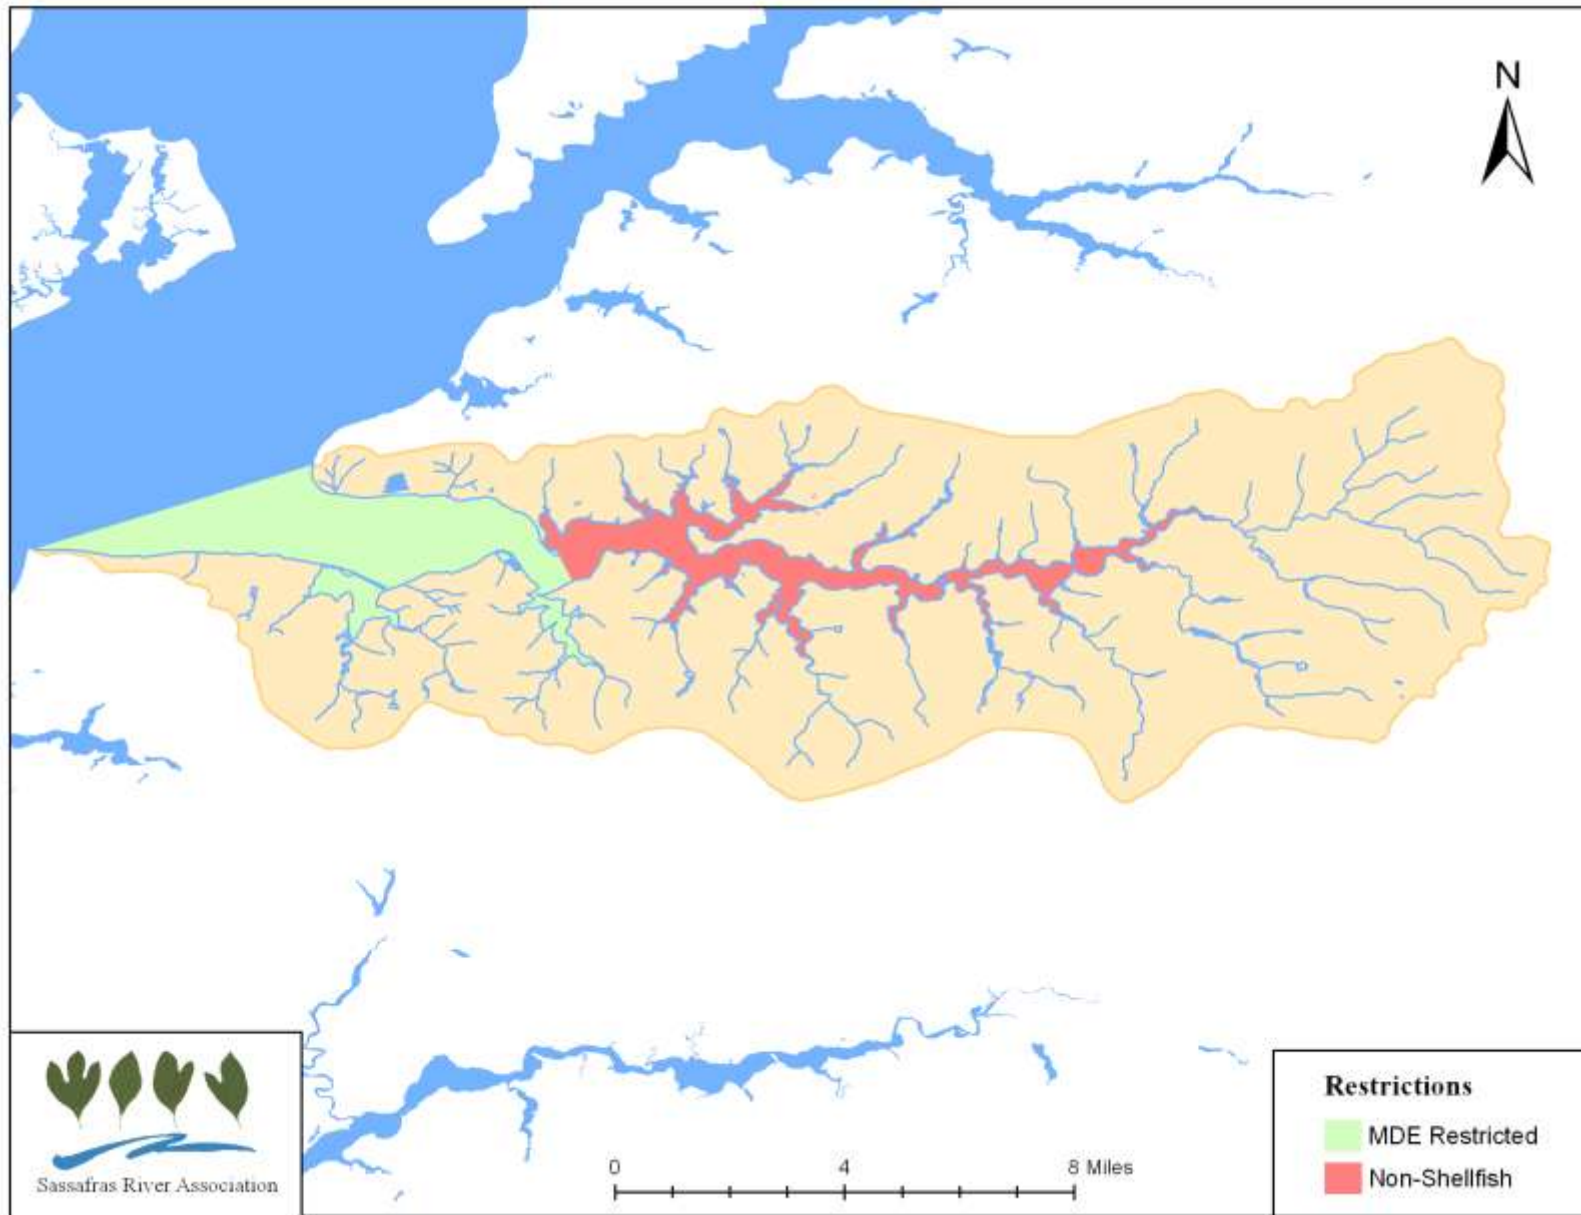 N
Sassafras River Association
0 4 8 Miles
Restrictions
MDE Restricted
Non-Shellfish